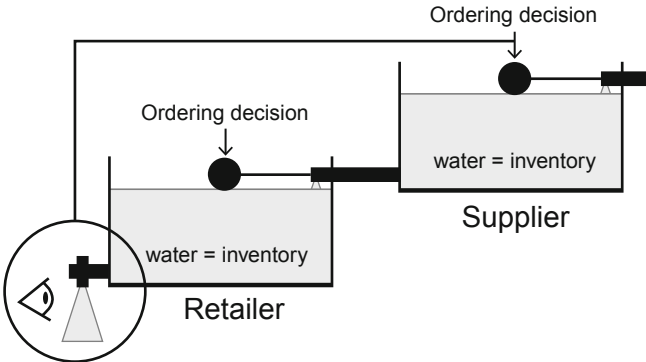 Ordering decision
Ordering decision
water = inventory
Supplier
water = inventory
Retailer